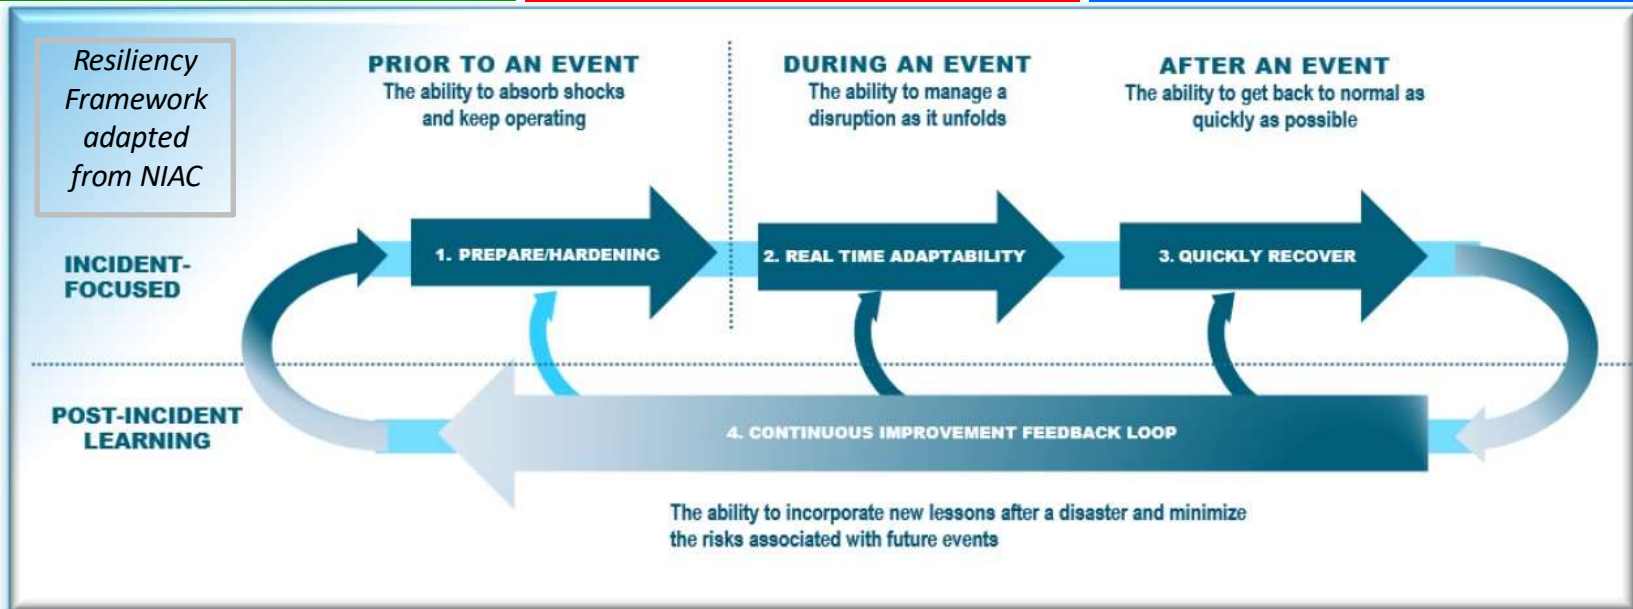 Resiliency
Framework
adapted
from NIAC
PRIOR TO AN EVENT
The ability to absorb shocks
and keep operating
DURING AN EVENT
The ability to manage a
disruption as it unfolds
AFTER AN EVENT
The ability to get back to normal as
quickly as possible
INCIDENT-
FOCUSED
1. PREPARE/HARDENING
2. REAL TIME ADAPTABILITY
3. QUICKLY RECOVER
POST-INCIDENT
LEARNING
4. CONTINUOUS IMPROVEMENT FEEDBACK LOOP
The ability to incorporate new lessons after a disaster and minimize
the risks associated with future events